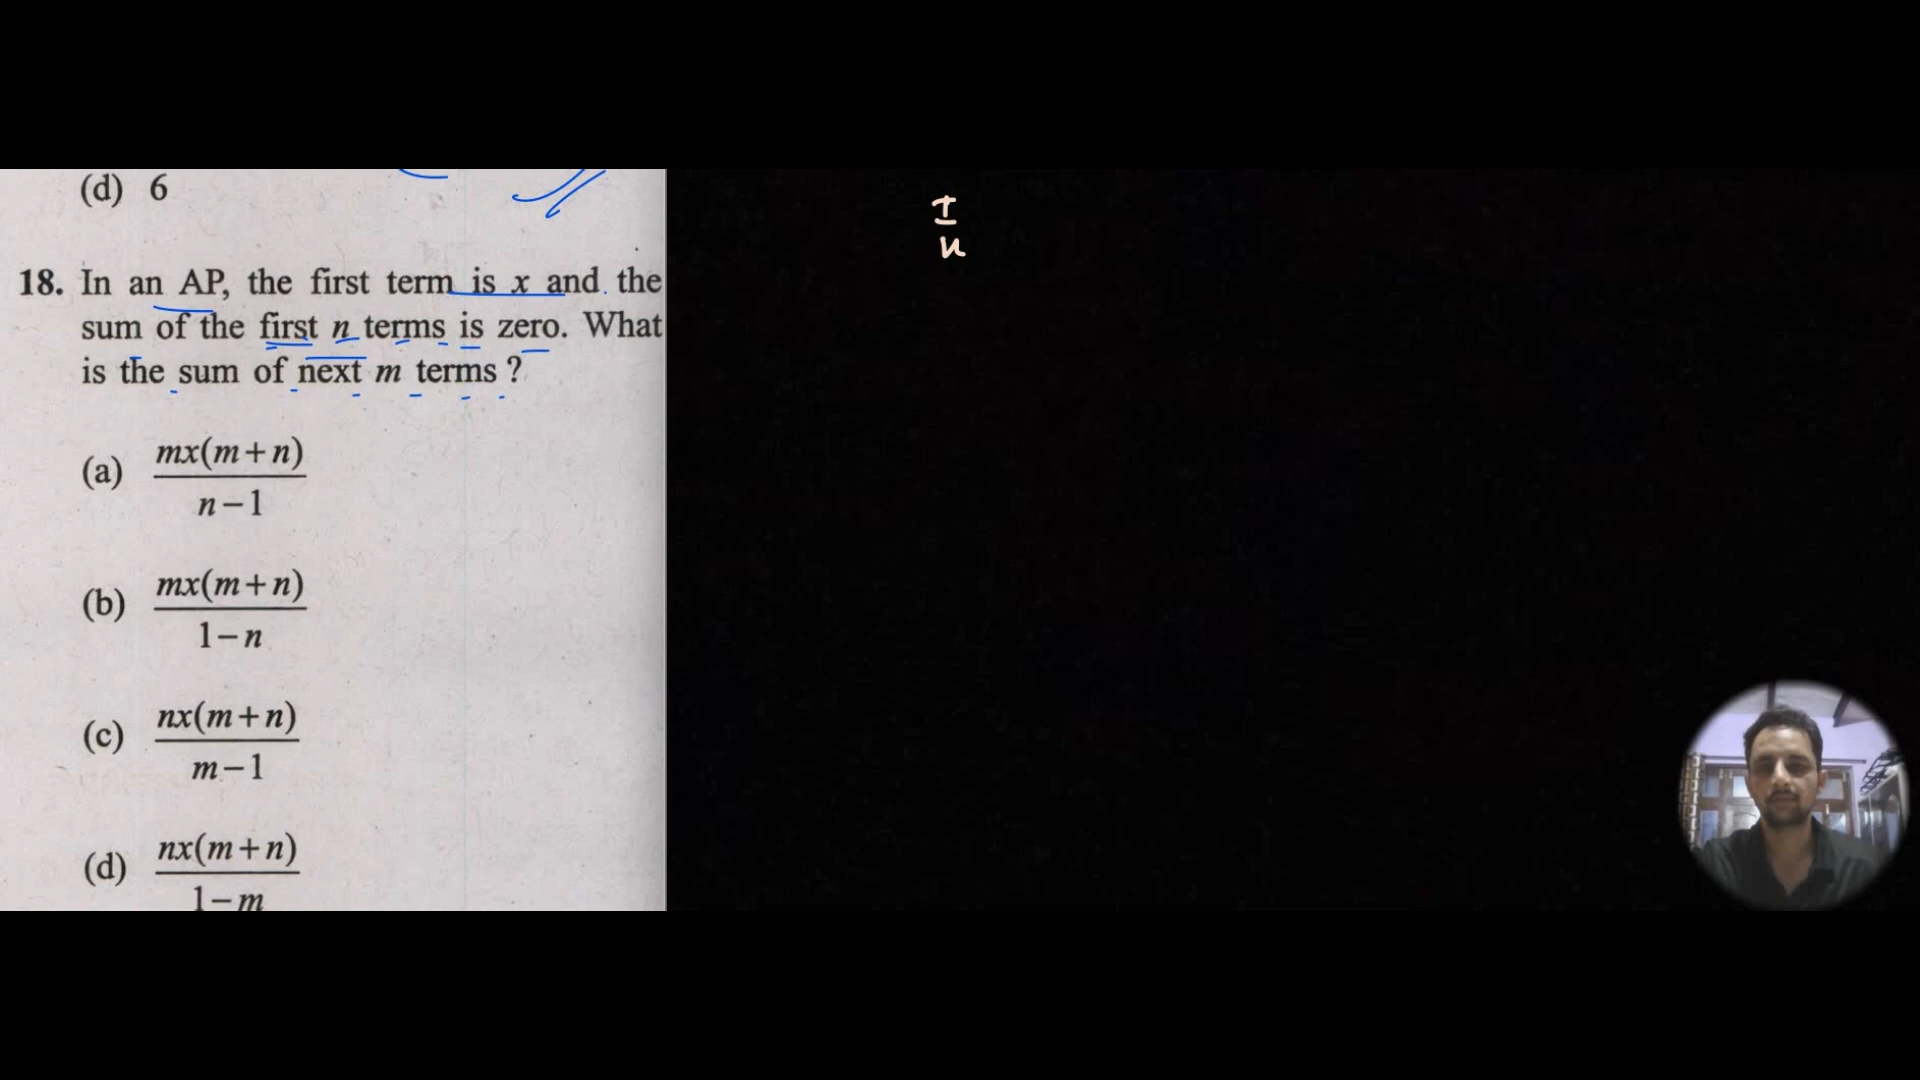 (d) 6
18. In an AP, the first term is x and the
sum of the first n terms is zero. What
is the sum of next m terms ?
(a) mx(m+n)
n−1
(b) mx(m+n)
1−n
(c) nx(m+n)
m−1
(d) nx(m+n)
1−m
I
n